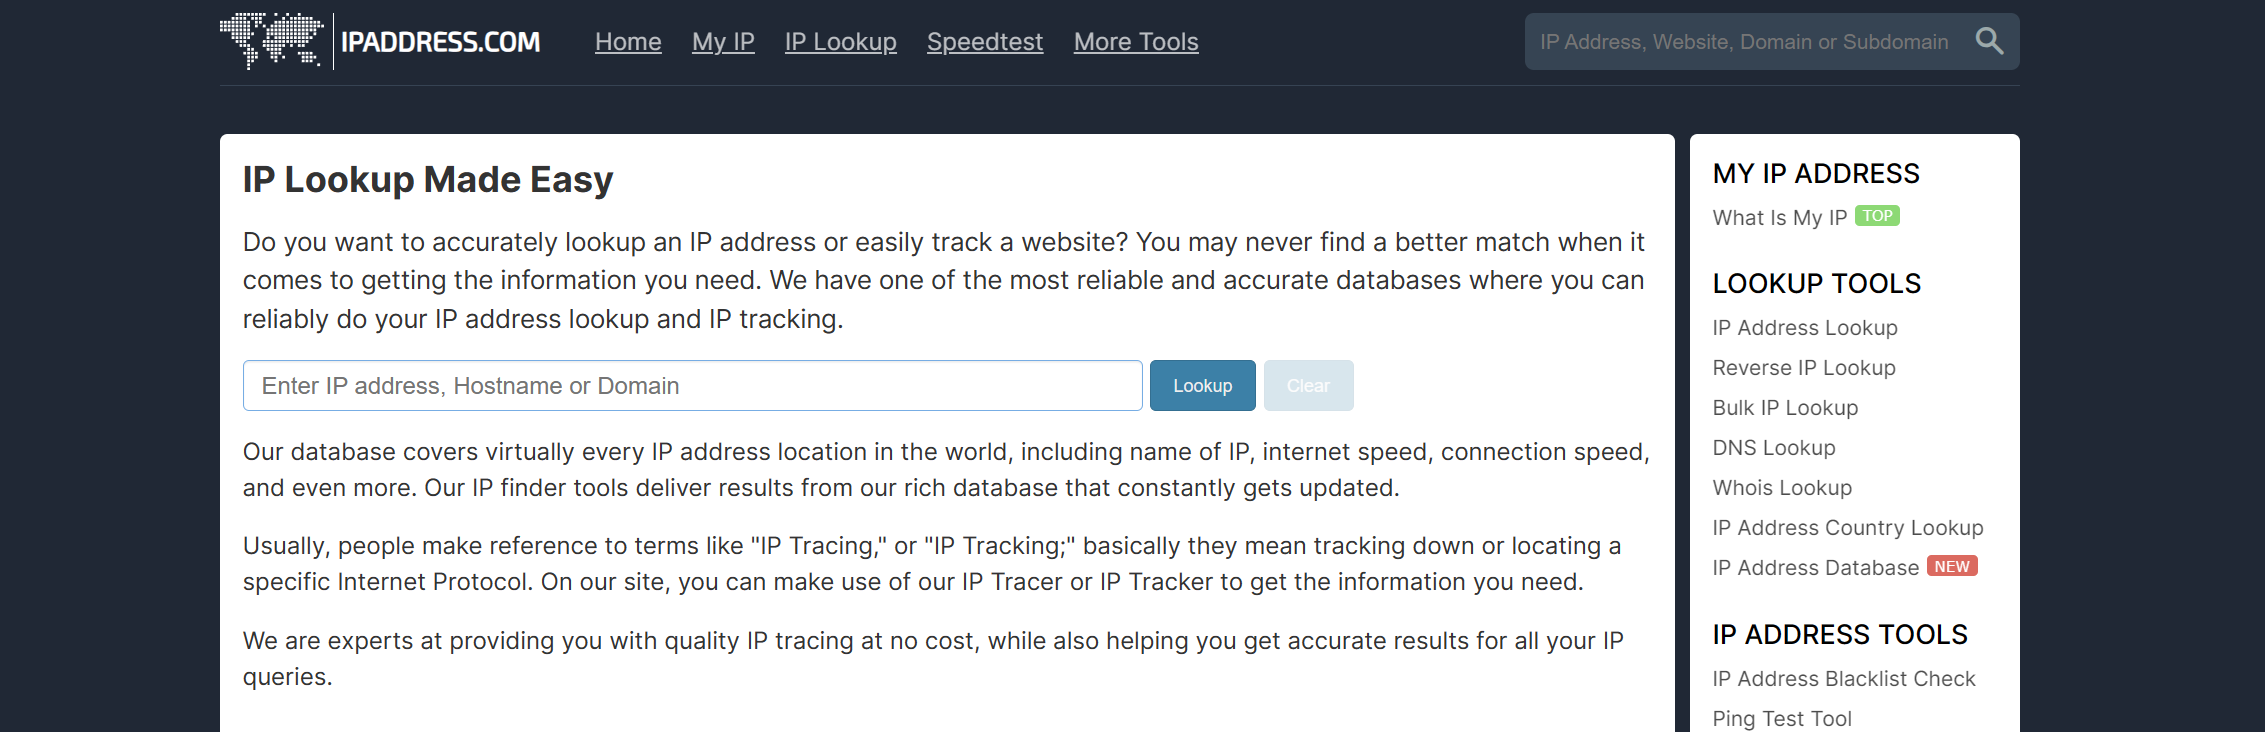 IPADDRESS.COM
Home My IP IP Lookup Speedtest More Tools
IP Address, Website, Domain or Subdomain
IP Lookup Made Easy
Do you want to accurately lookup an IP address or easily track a website? You may never find a better match when it
comes to getting the information you need. We have one of the most reliable and accurate databases where you can
reliably do your IP address lookup and IP tracking.
Enter IP address, Hostname or Domain
Lookup
Clear
Our database covers virtually every IP address location in the world, including name of IP, internet speed, connection speed,
and even more. Our IP finder tools deliver results from our rich database that constantly gets updated.
Usually, people make reference to terms like "IP Tracing," or "IP Tracking;" basically they mean tracking down or locating a
specific Internet Protocol. On our site, you can make use of our IP Tracer or IP Tracker to get the information you need.
We are experts at providing you with quality IP tracing at no cost, while also helping you get accurate results for all your IP
queries.
MY IP ADDRESS
What Is My IP TOP
LOOKUP TOOLS
IP Address Lookup
Reverse IP Lookup
Bulk IP Lookup
DNS Lookup
Whois Lookup
IP Address Country Lookup
IP Address Database NEW
IP ADDRESS TOOLS
IP Address Blacklist Check
Ping Test Tool